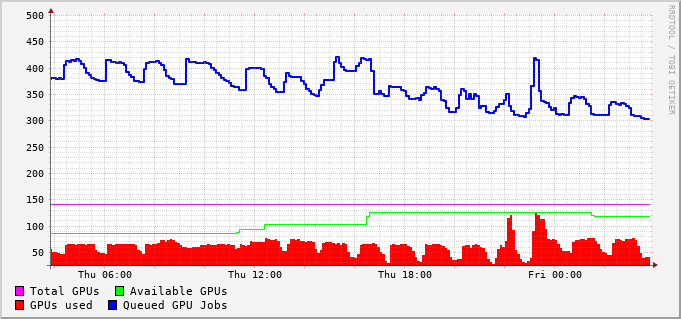 500
450
400
350
300
250
200
150
100
50
Thu 06:00 Thu 12:00 Thu 18:00 Fri 00:00
Total GPUs Available GPUs
GPUs used Queued GPU Jobs
RRDTOOL / TOBI OETIKER